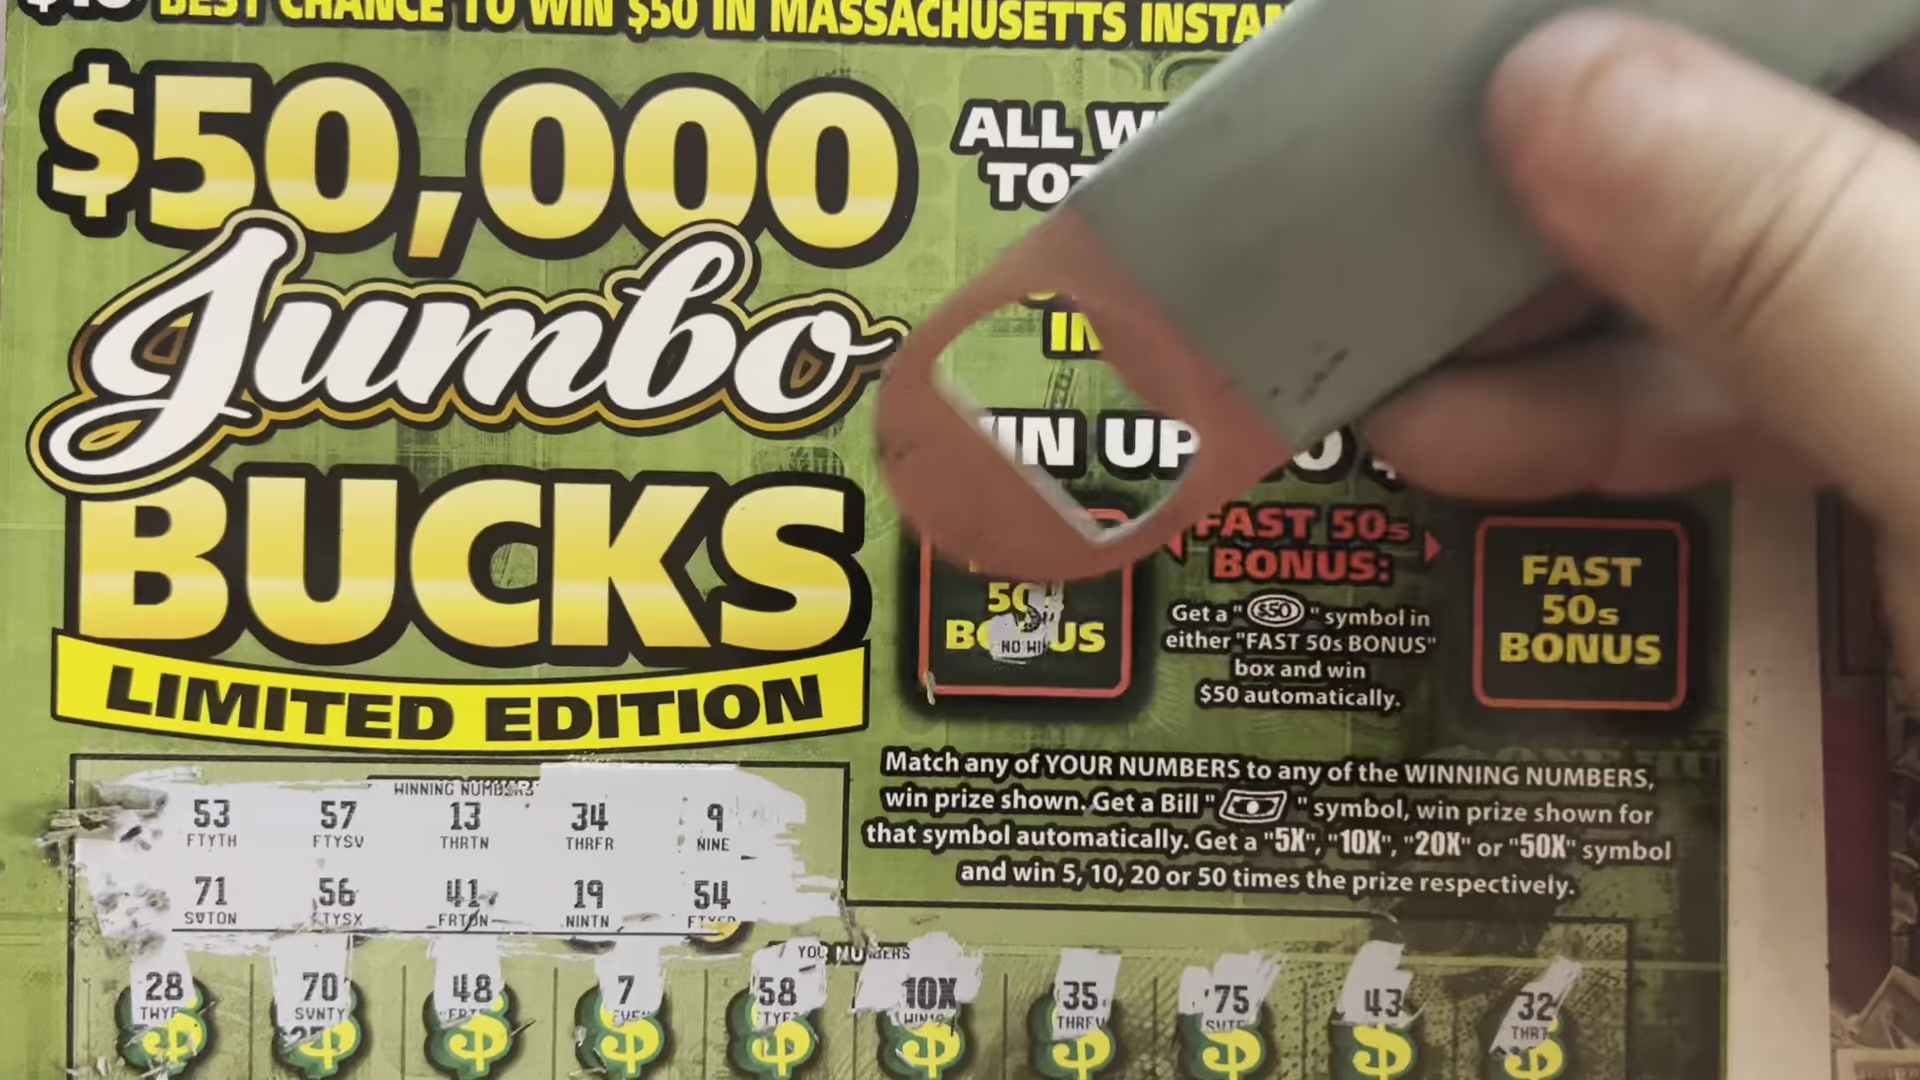 BEST CHANCE TO WIN $50 IN MASSACHUSETTS
$50,000
Jumbo
BUCKS
LIMITED EDITION
ALL
WIN UP
FAST 50s
BONUS:
Get a "($50)" symbol in
either "FAST 50s BONUS"
box and win
$50 automatically.
50s
BONUS
NO
FAST
50s
BONUS
Match any of YOUR NUMBERS to any of the WINNING NUMBERS,
win prize shown. Get a Bill " " symbol, win prize shown for
that symbol automatically. Get a "5X", "10X", "20X" or "50X" symbol
and win 5, 10, 20 or 50 times the prize respectively.
WINNING NUMBERS
53 57 13 34 9
FTYTH FTYSV THRTN THRFR NINE
71 56 41 19 54
SVTON FTYSX FRTON NINTN
YOUR NUMBERS
28 70 48 7 58 10X 35 75 43 32
SVNTY